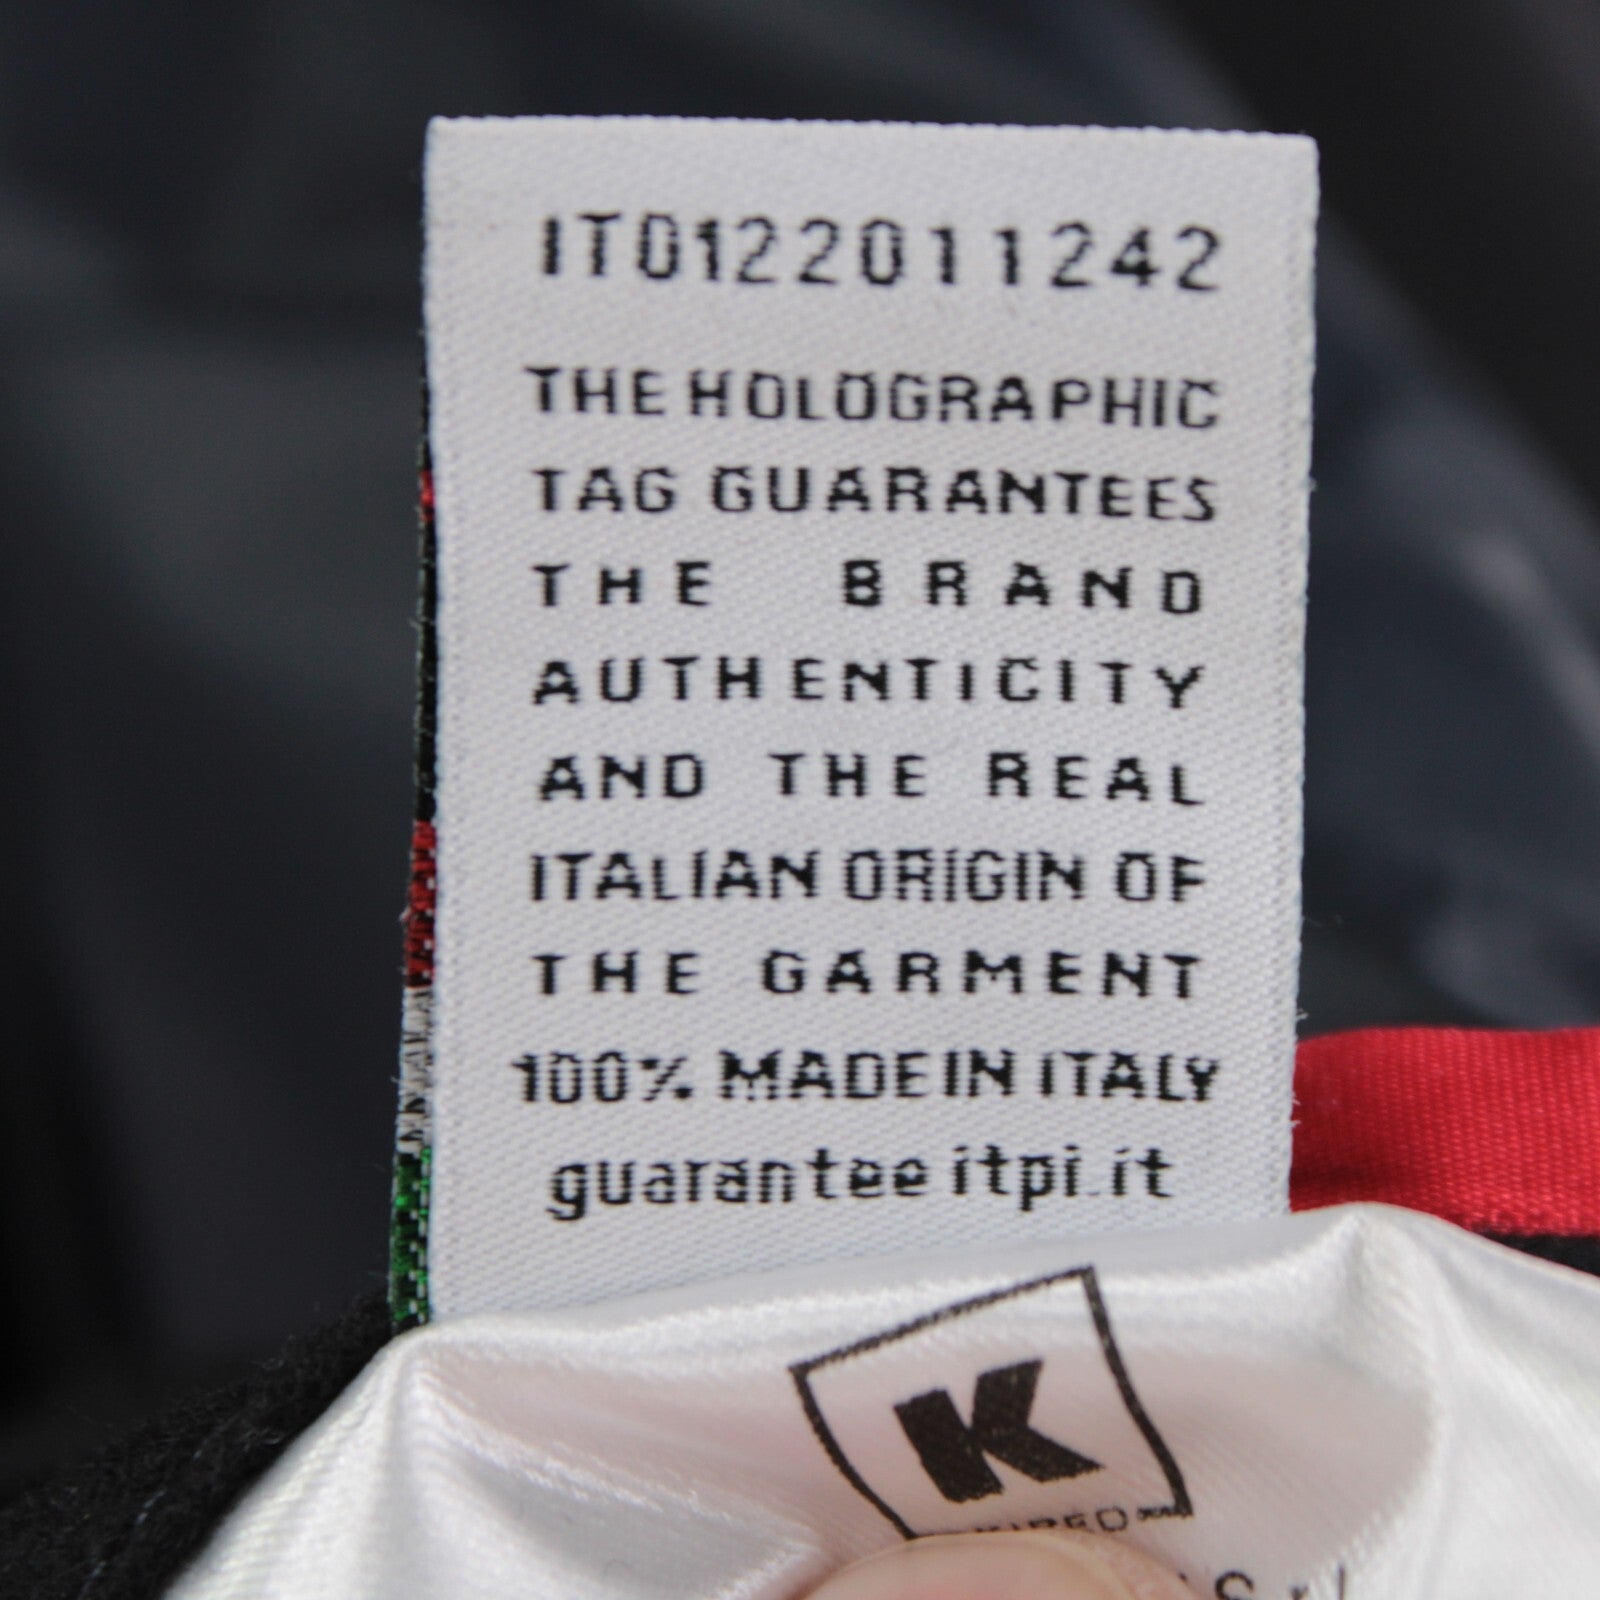 IT0122011242
THE HOLOGRAPHIC
TAG GUARANTEES
THE BRAND
AUTHENTICITY
AND THE REAL
ITALIAN ORIGIN OF
THE GARMENT
100% MADE IN ITALY
guarantee itpi.it
K
KIRED